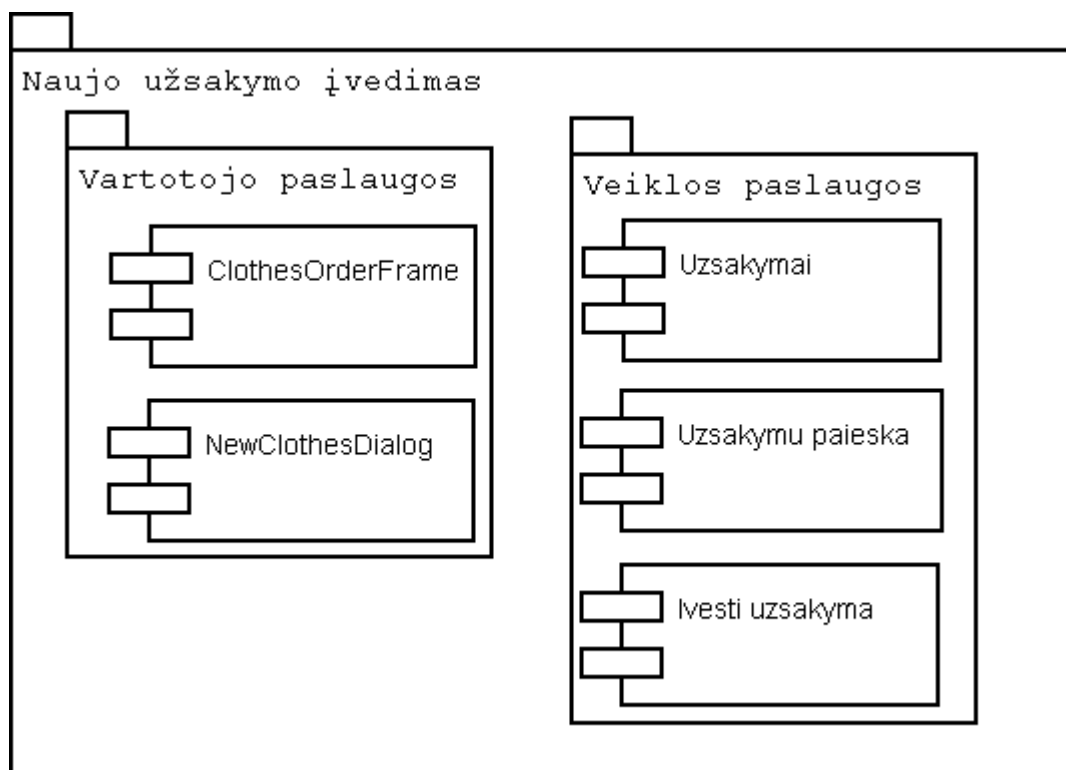 Naujo užsakymo įvedimas
Vartotojo paslaugos
ClothesOrderFrame
NewClothesDialog
Veiklos paslaugos
Uzsakymai
Uzsakymu paieska
Ivesti uzsakyma